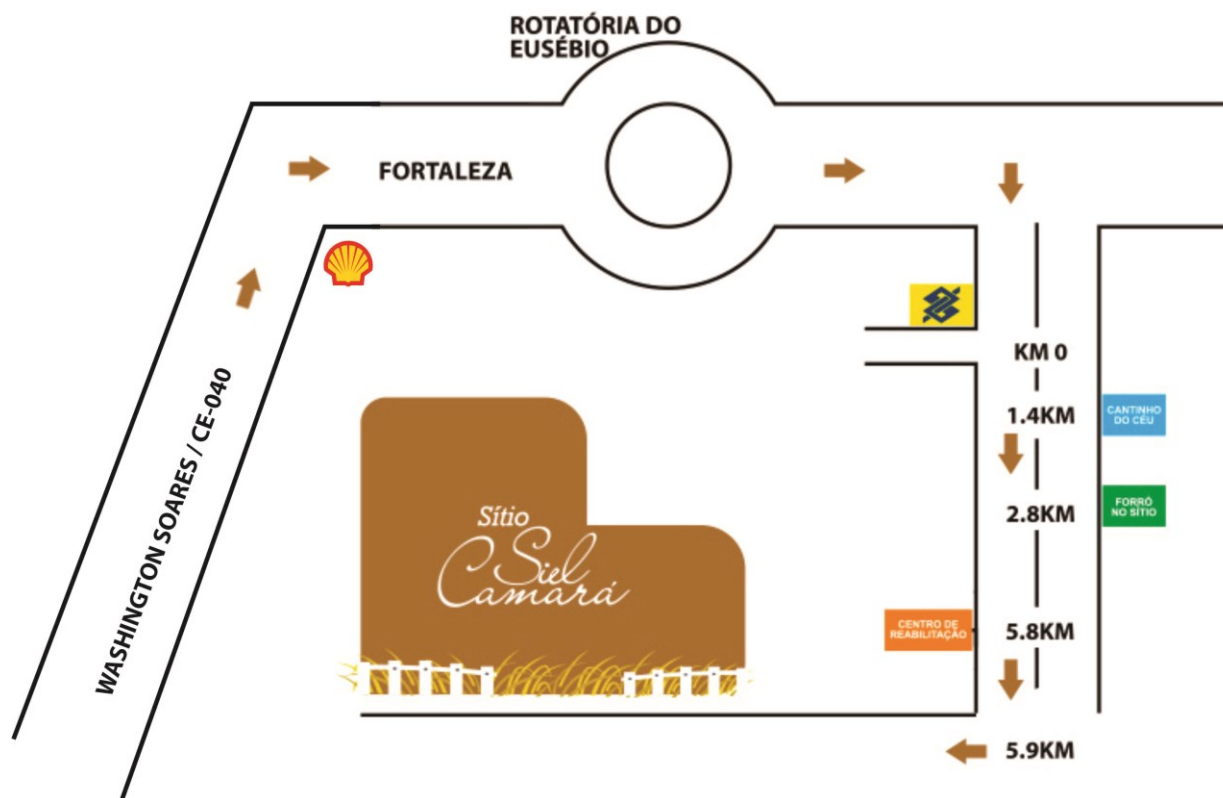 ROTATÓRIA DO
EUSÉBIO
FORTALEZA
WASHINGTON SOARES / CE-040
KM 0
1.4KM
CANTINHO
DO CÉU
2.8KM
FORRÓ
NO SÍTIO
Sítio
Siel
Camará
CENTRO DE
REABILITAÇÃO
5.8KM
5.9KM